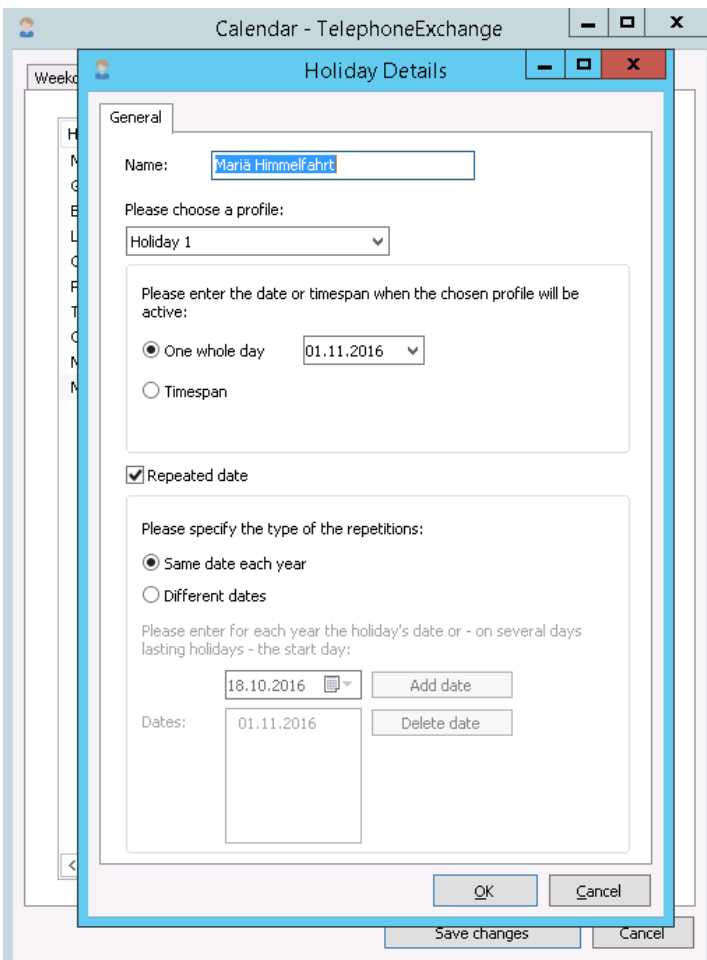 Calendar - TelephoneExchange
Holiday Details
General
Name: Mariä Himmelfahrt
Please choose a profile:
Holiday 1
Please enter the date or timespan when the chosen profile will be
active:
One whole day 01.11.2016
Timespan
Repeated date
Please specify the type of the repetitions:
Same date each year
Different dates
Please enter for each year the holiday's date or - on several days
lasting holidays - the start day:
18.10.2016 Add date
Dates: 01.11.2016 Delete date
OK Cancel
Save changes Cancel